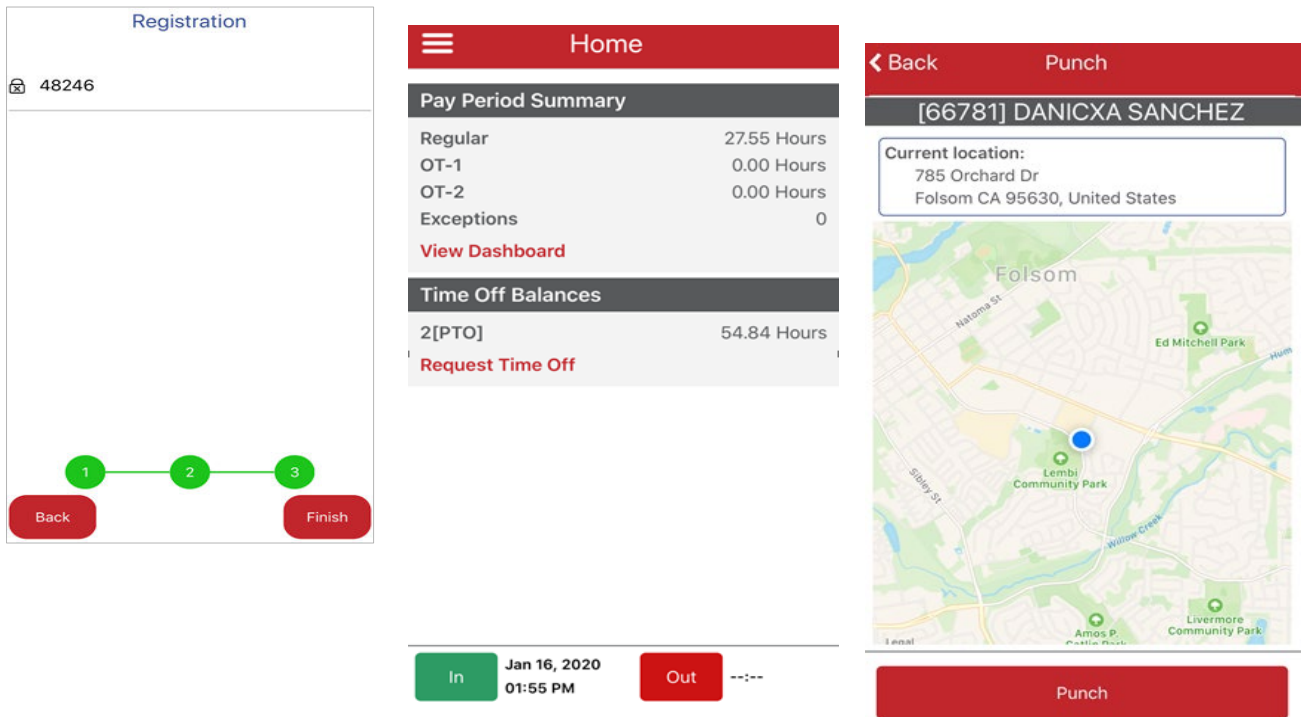 Registration
48246
1 2 3
Back Finish
Home
Pay Period Summary
Regular 27.55 Hours
OT-1 0.00 Hours
OT-2 0.00 Hours
Exceptions 0
View Dashboard
Time Off Balances
2[PTO] 54.84 Hours
Request Time Off
In Jan 16, 2020 Out --:--
01:55 PM
Back Punch
[66781] DANICXA SANCHEZ
Current location:
785 Orchard Dr
Folsom CA 95630, United States
Folsom
Natoma St
Ed Mitchell Park
Hum
Lembi
Community Park
Sibley St
Willow Creek
Livermore
Community Park
Amos P.
Catlin Park
Legal
Punch